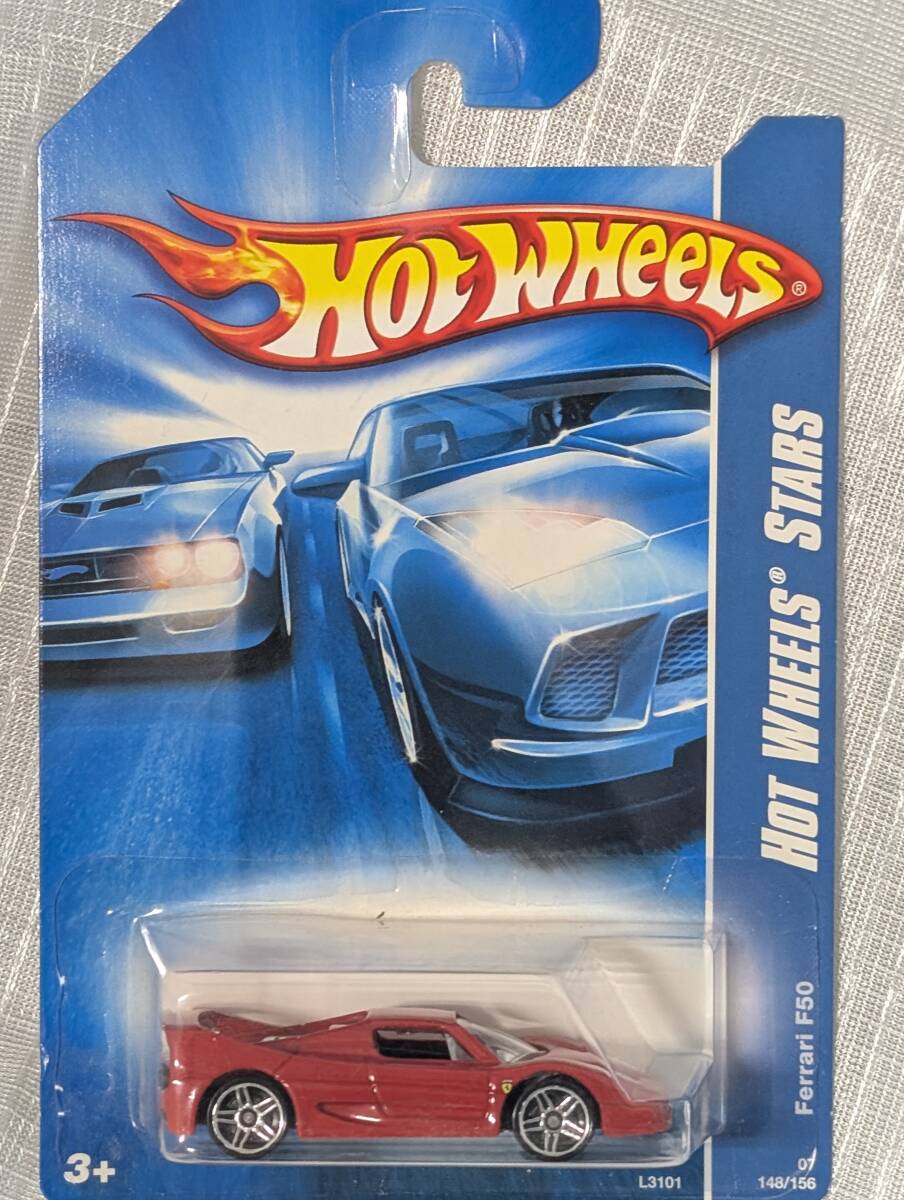 HOT WHEELS®
HOT WHEELS® STARS
Ferrari F50
3+
L3101
07
148/156